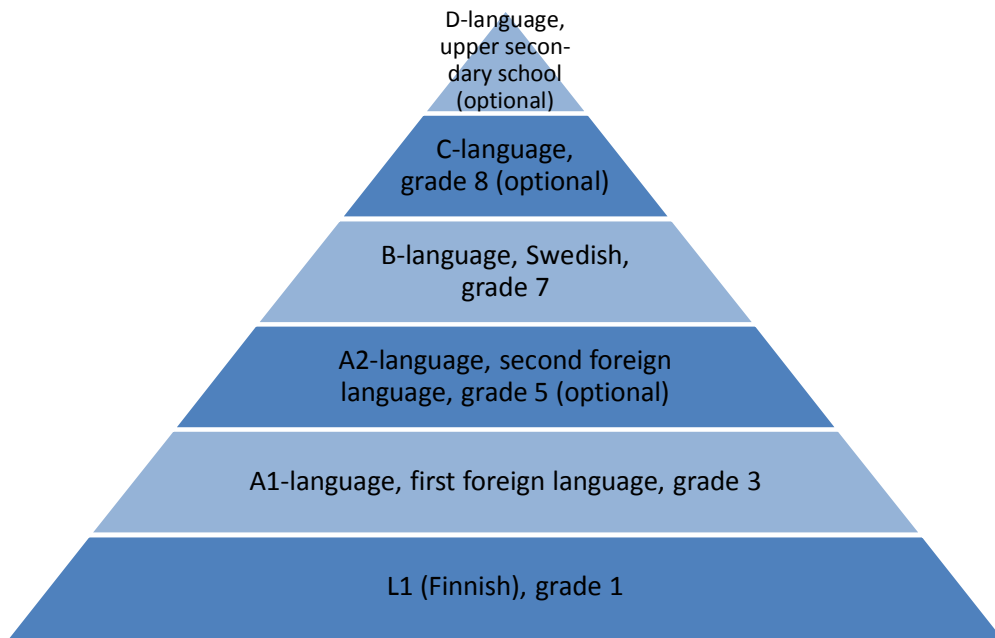 D-language,
upper secon-
dary school
(optional)
C-language,
grade 8 (optional)
B-language, Swedish,
grade 7
A2-language, second foreign
language, grade 5 (optional)
A1-language, first foreign language, grade 3
L1 (Finnish), grade 1